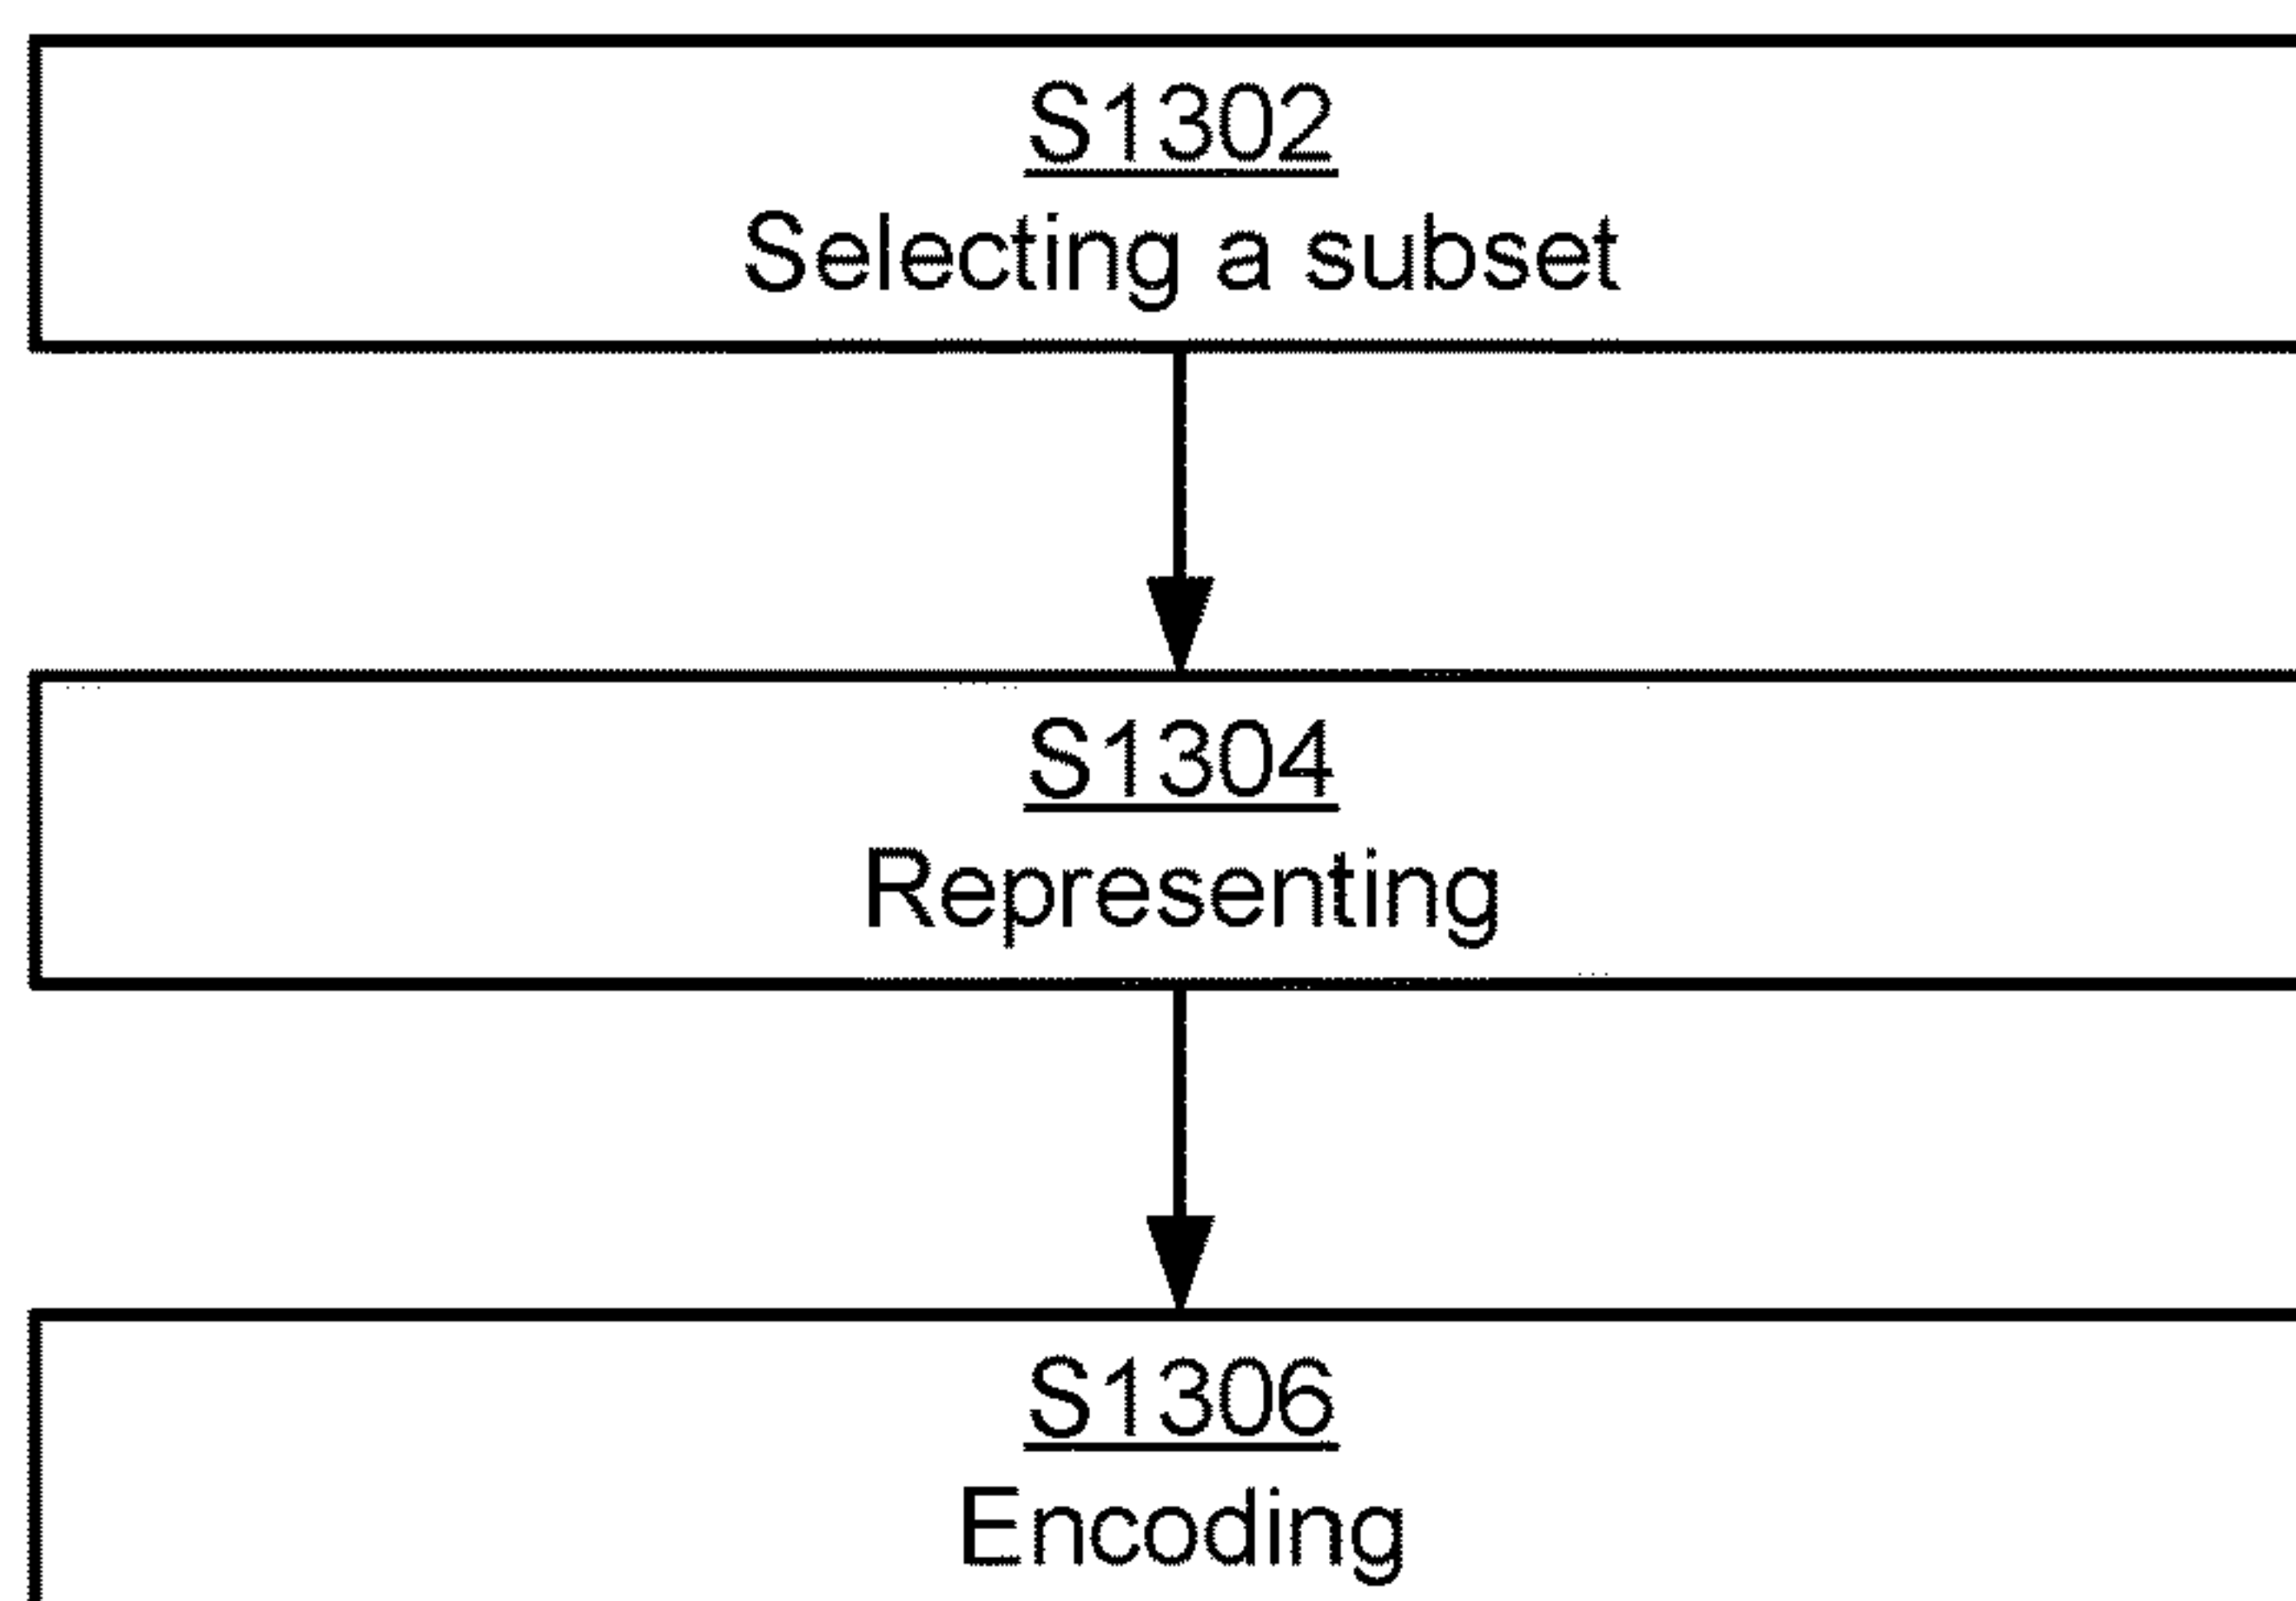 S1302
Selecting a subset
S1304
Representing
S1306
Encoding